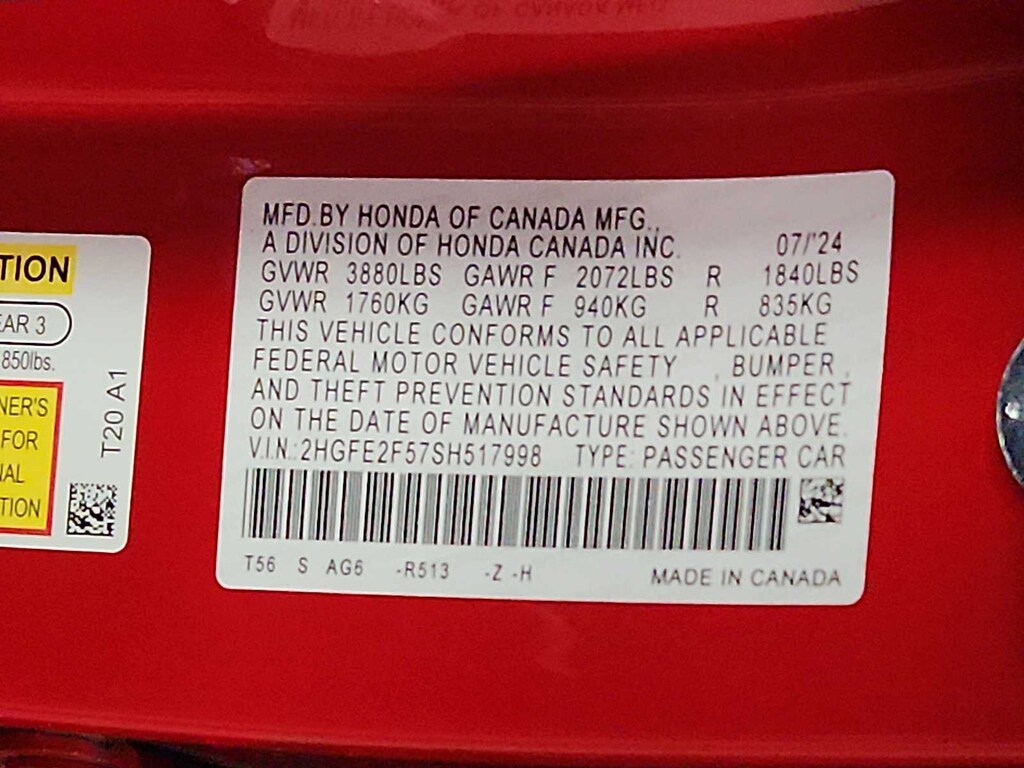 MFD.BY HONDA OF CANADA MFG.,
A DIVISION OF HONDA CANADA INC. 07/'24
GVWR 3880LBS GAWR F 2072LBS R 1840LBS
GVWR 1760KG GAWR F 940KG R 835KG
THIS VEHICLE CONFORMS TO ALL APPLICABLE
FEDERAL MOTOR VEHICLE SAFETY , BUMPER ,
AND THEFT PREVENTION STANDARDS IN EFFECT
ON THE DATE OF MANUFACTURE SHOWN ABOVE.
V.I.N.:2HGFE2F57SH517998 TYPE: PASSENGER CAR
T56 S AG6 -R513 -Z -H MADE IN CANADA
TION
EAR 3
850lbs.
NER'S
FOR
IAL
TION
T20 A1